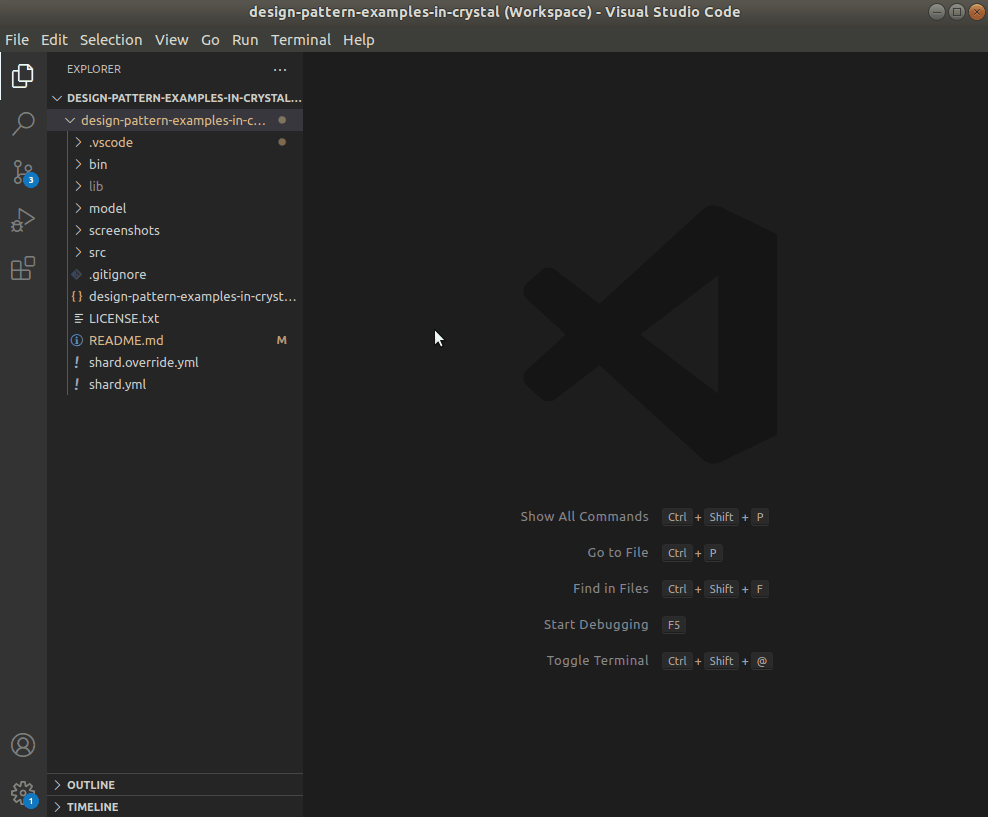 design-pattern-examples-in-crystal (Workspace) - Visual Studio Code
File Edit Selection View Go Run Terminal Help
EXPLORER ...
DESIGN-PATTERN-EXAMPLES-IN-CRYSTAL...
design-pattern-examples-in-c...
.vscode
bin
3
lib
model
screenshots
src
.gitignore
{} design-pattern-examples-in-cryst...
LICENSE.txt
README.md M
! shard.override.yml
! shard.yml
Show All Commands Ctrl + Shift + P
Go to File Ctrl + P
Find in Files Ctrl + Shift + F
Start Debugging F5
Toggle Terminal Ctrl + Shift + @
OUTLINE
1
TIMELINE